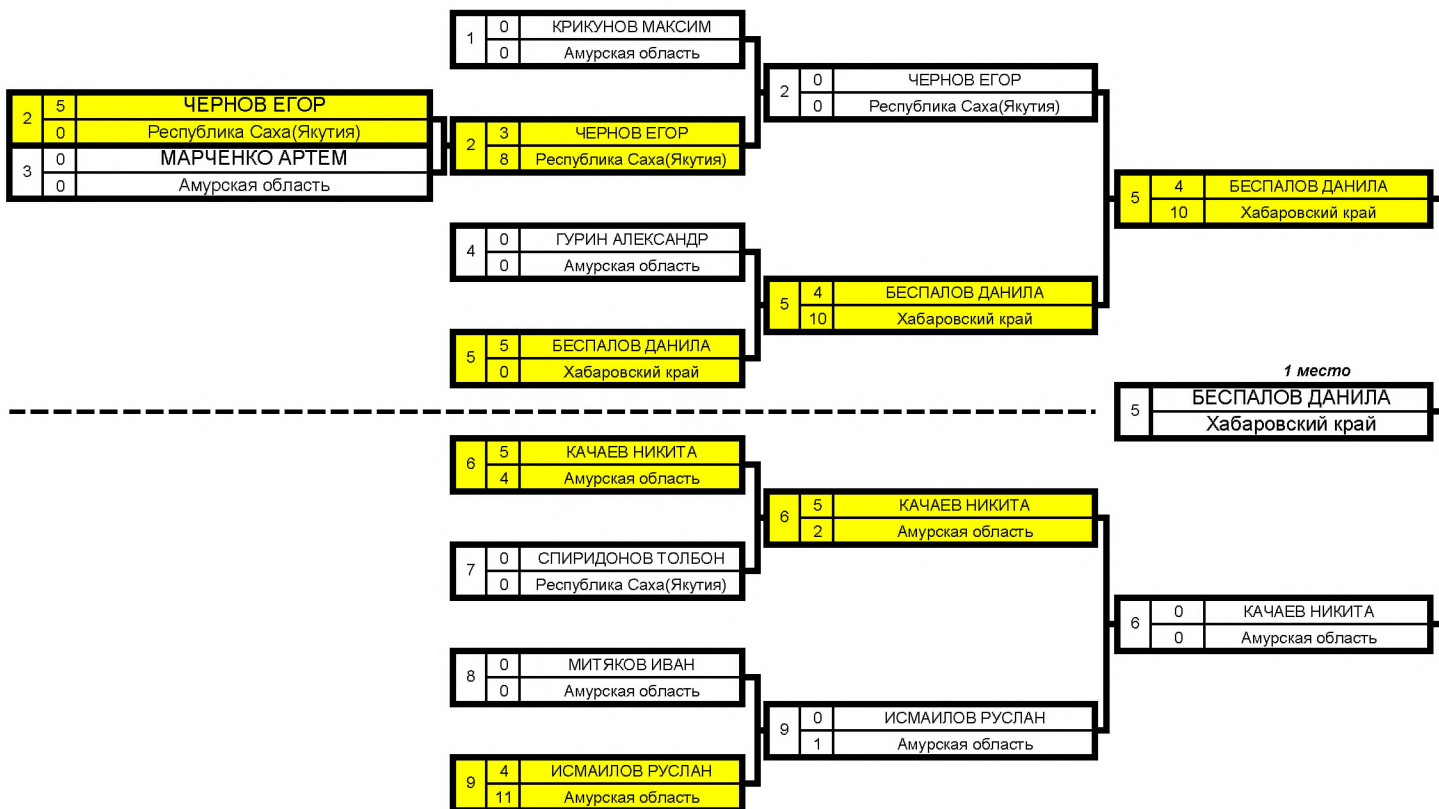 1 0 КРИКУНОВ МАКСИМ
0 Амурская область
2 5 ЧЕРНОВ ЕГОР
0 Республика Саха(Якутия)
3 0 МАРЧЕНКО АРТЕМ
0 Амурская область
2 3 ЧЕРНОВ ЕГОР
8 Республика Саха(Якутия)
2 0 ЧЕРНОВ ЕГОР
0 Республика Саха(Якутия)
4 0 ГУРИН АЛЕКСАНДР
0 Амурская область
5 5 БЕСПАЛОВ ДАНИЛА
0 Хабаровский край
5 4 БЕСПАЛОВ ДАНИЛА
10 Хабаровский край
5 4 БЕСПАЛОВ ДАНИЛА
10 Хабаровский край
1 место
5 БЕСПАЛОВ ДАНИЛА
Хабаровский край
6 5 КАЧАЕВ НИКИТА
4 Амурская область
7 0 СПИРИДОНОВ ТОЛБОН
0 Республика Саха(Якутия)
6 5 КАЧАЕВ НИКИТА
2 Амурская область
8 0 МИТЯКОВ ИВАН
0 Амурская область
9 4 ИСМАИЛОВ РУСЛАН
11 Амурская область
9 0 ИСМАИЛОВ РУСЛАН
1 Амурская область
6 0 КАЧАЕВ НИКИТА
0 Амурская область